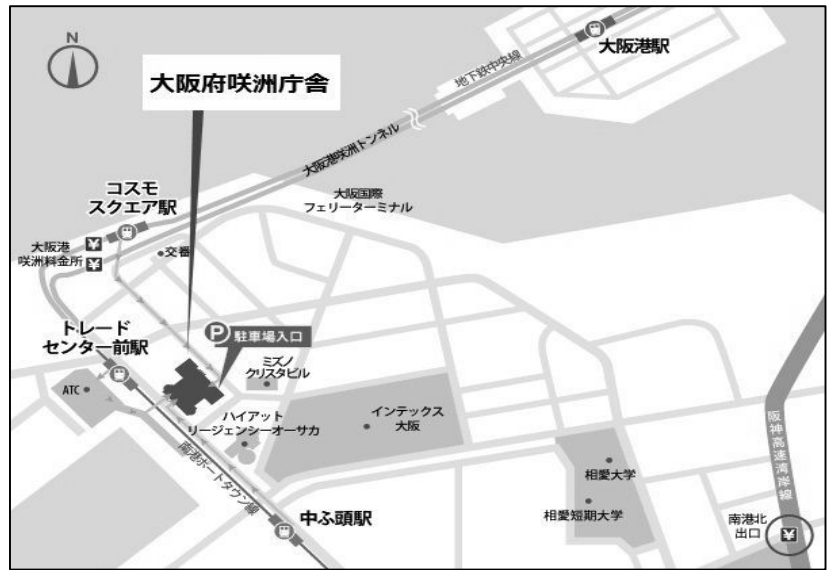 N
大阪府咲洲庁舎
大阪港駅
地下鉄中央線
大阪港咲洲トンネル
大阪国際
フェリーターミナル
コスモ
スクエア駅
大阪港
咲洲料金所
¥
¥
交番
トレード
センター前駅
P
駐車場入口
ミズノ
クリスタビル
ATC
ハイアット
リージェンシーオーサカ
インテックス
大阪
南港ポートタウン線
中ふ頭駅
相愛大学
相愛短期大学
阪神高速湾岸線
南港北
出口
¥